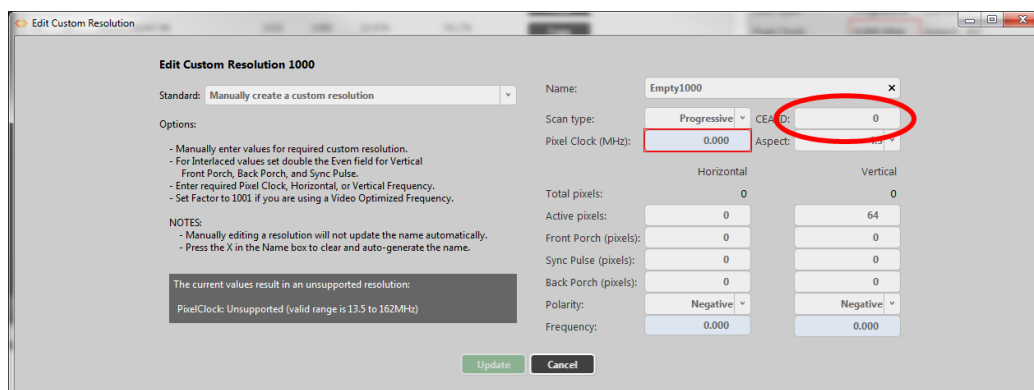 Edit Custom Resolution
Edit Custom Resolution 1000
Standard: Manually create a custom resolution
Options:
- Manually enter values for required custom resolution.
- For Interlaced values set double the Even field for Vertical
Front Porch, Back Porch, and Sync Pulse.
- Enter required Pixel Clock, Horizontal, or Vertical Frequency.
- Set Factor to 1001 if you are using a Video Optimized Frequency.
NOTES:
- Manually editing a resolution will not update the name automatically.
- Press the X in the Name box to clear and auto-generate the name.
The current values result in an unsupported resolution:
PixelClock: Unsupported (valid range is 13.5 to 162MHz)
Name: Empty1000 ×
Scan type: Progressive 0
Pixel Clock (MHz): 0.000 Aspect:
Horizontal Vertical
Total pixels: 0 0
Active pixels: 0 64
Front Porch (pixels): 0 0
Sync Pulse (pixels): 0 0
Back Porch (pixels): 0 0
Polarity: Negative Negative
Frequency: 0.000 0.000
Update Cancel